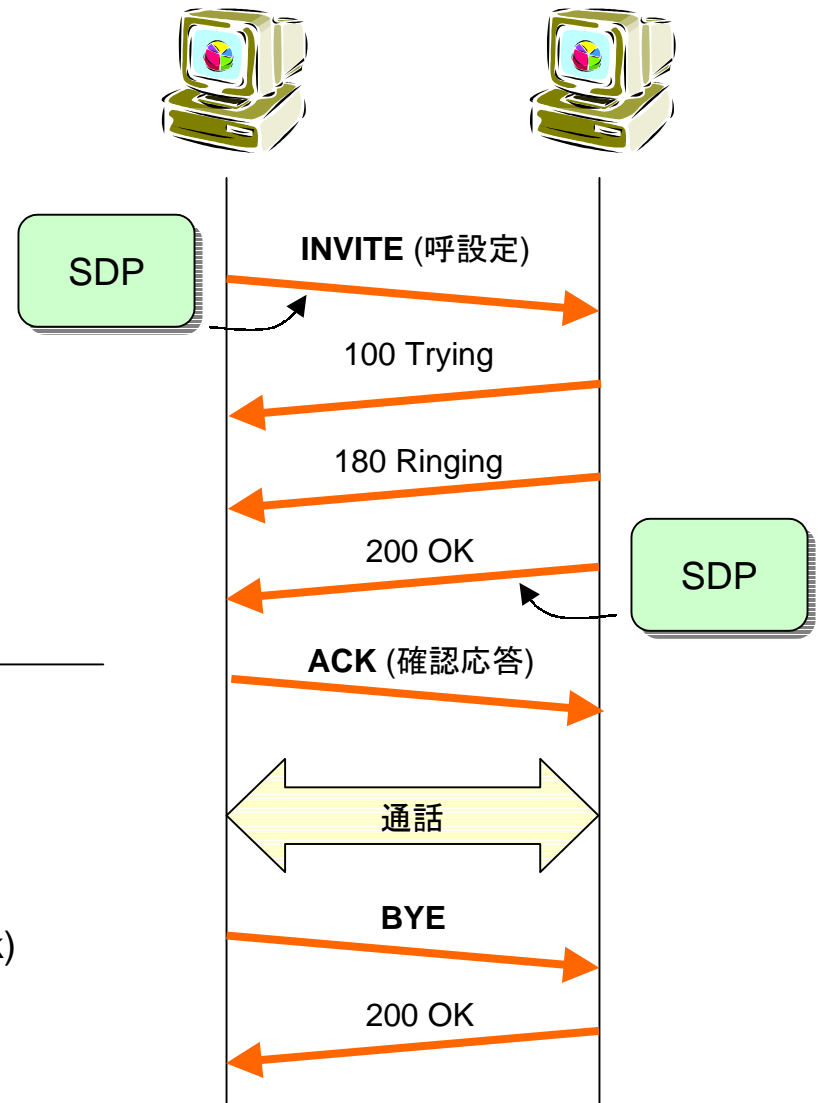 SDP
INVITE (呼設定)
100 Trying
180 Ringing
200 OK
SDP
ACK (確認応答)
通話
BYE
)
200 OK